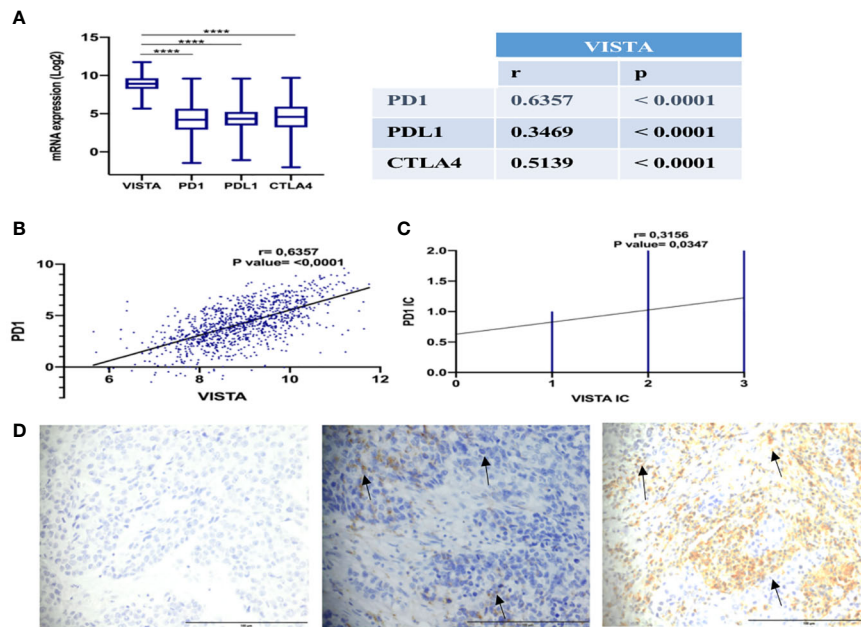 A
****
****
****
mRNA expression (Log2)
15
10
5
0
VISTA PD1 PDL1 CTLA4
VISTA
r p
PD1 0.6357 < 0.0001
PDL1 0.3469 < 0.0001
CTLA4 0.5139 < 0.0001
B
r= 0,6357
P value= <0,0001
PD1
10
5
0
6 8 10 12
VISTA
C
r= 0,3156
P value= 0,0347
PD1 IC
2.0
1.5
1.0
0.5
0.0
0 1 2 3
VISTA IC
D